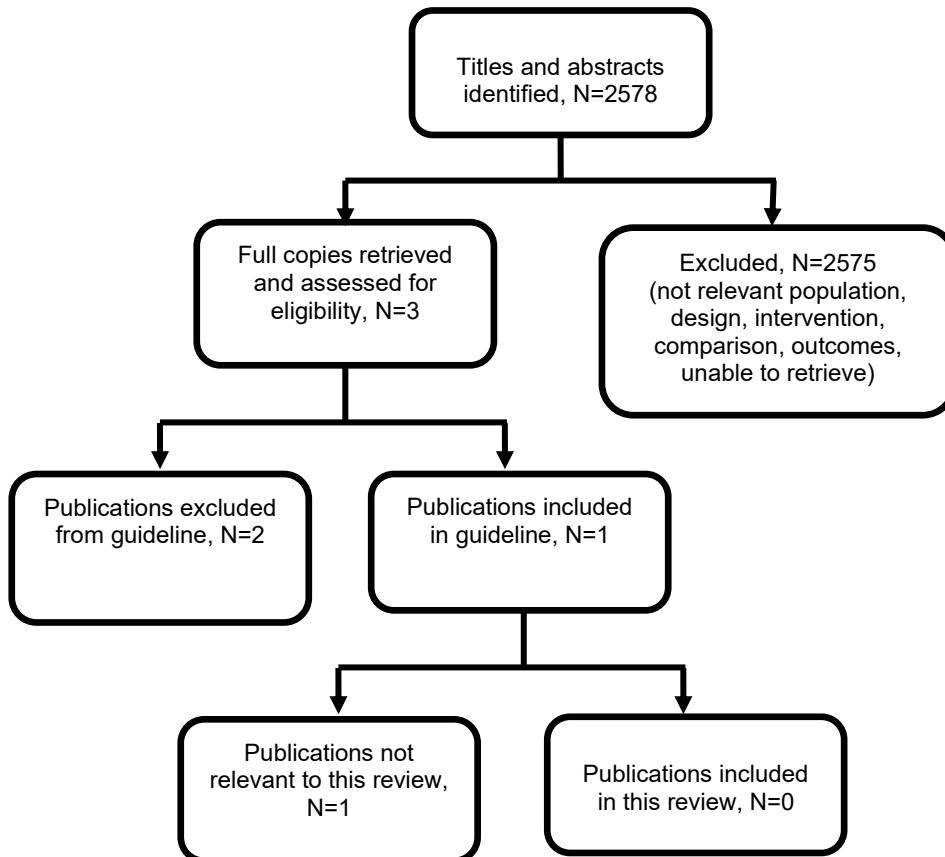 Titles and abstracts
identified, N=2578
Full copies retrieved
and assessed for
eligibility, N=3
Excluded, N=2575
(not relevant population,
design, intervention,
comparison, outcomes,
unable to retrieve)
Publications excluded
from guideline, N=2
Publications included
in guideline, N=1
Publications not
relevant to this review,
N=1
Publications included
in this review, N=0